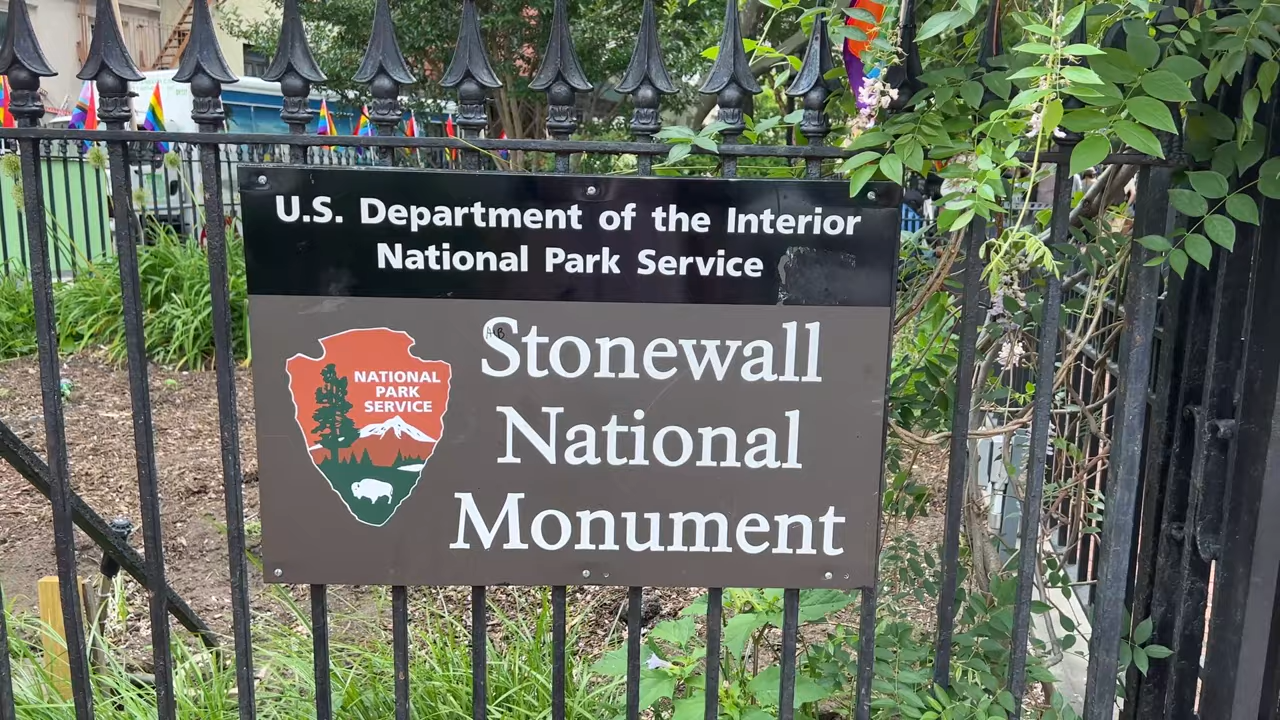 U.S. Department of the Interior
National Park Service
NATIONAL
PARK
SERVICE
Stonewall
National
Monument